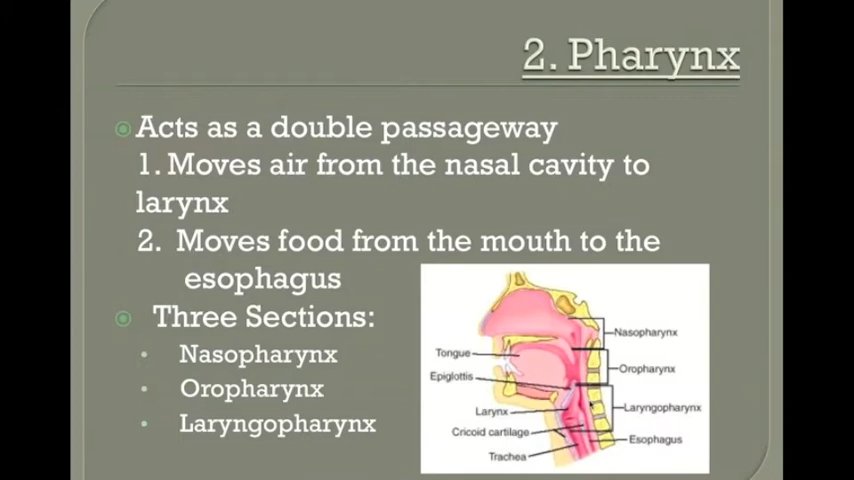 2. Pharynx
Acts as a double passageway
1. Moves air from the nasal cavity to
larynx
2. Moves food from the mouth to the
esophagus
Three Sections:
Nasopharynx
Oropharynx
Laryngopharynx
Nasopharynx
Tongue
Oropharynx
Epiglottis
Laryngopharynx
Larynx
Cricoid cartilage
Esophagus
Trachea